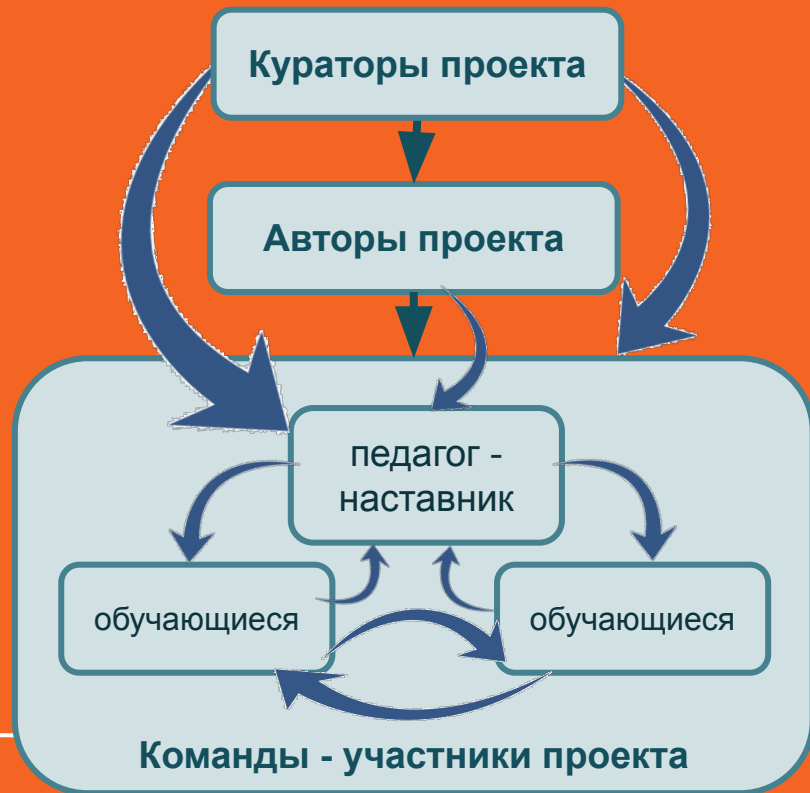 Кураторы проекта
Авторы проекта
педагог -
наставник
обучающиеся
обучающиеся
Команды - участники проекта